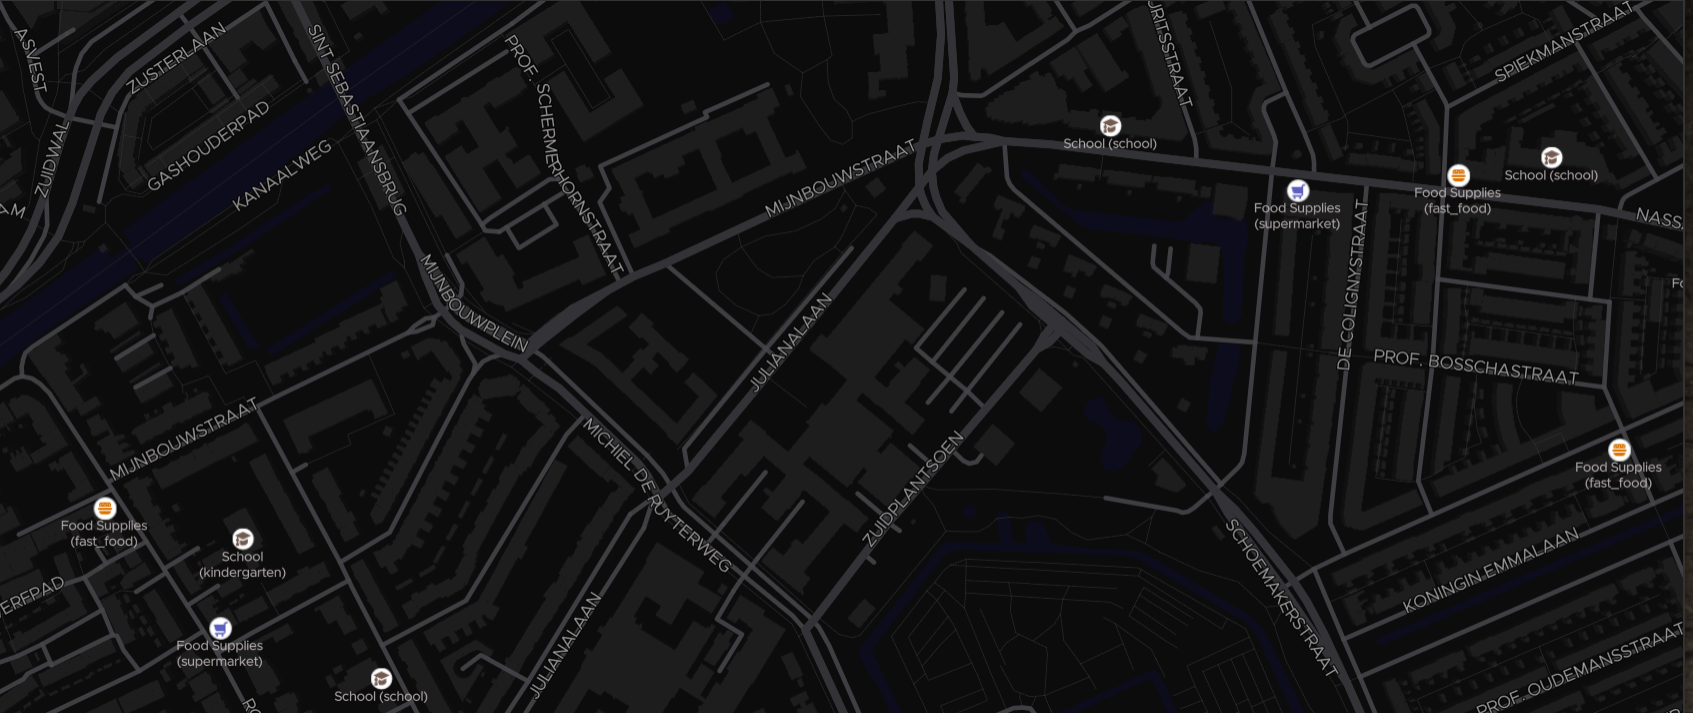 ASVEST
ZUSTERLAAN
SINT SEBASTIAANSBRUG
PROF. SCHERMERHORNSTRAAT
SPIEKMANSTRAAT
ZUIDWAL
GASHOUDERPAD
KANAALWEG
School (school)
School (school)
MIJNBOUWSTRAAT
Food Supplies
(supermarket)
Food Supplies
(fast_food)
DE COLIGNYSTRAAT
MIJNBOUWPLEIN
JULIANALAAN
PROF. BOSSCHASTRAAT
MIJNBOUWSTRAAT
MICHIEL DE RUYTERWEG
ZUIDPLANTSOEN
Food Supplies
(fast_food)
Food Supplies
(fast_food)
School
(kindergarten)
SCHOEMAKERSTRAAT
KONINGIN EMMALAAN
Food Supplies
(supermarket)
JULIANALAAN
School (school)
PROF. OUDEMANSSTRAAT